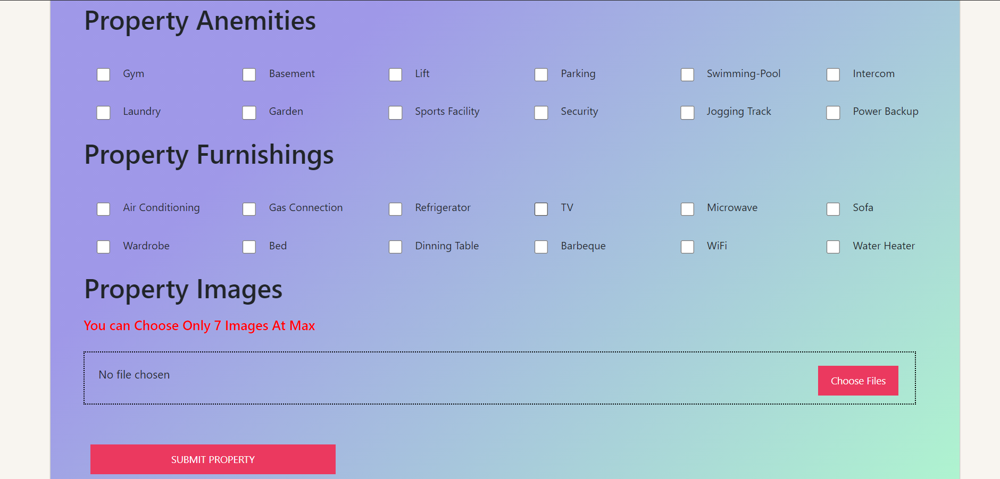 Property Anemities
Gym Basement Lift Parking Swimming-Pool Intercom
Laundry Garden Sports Facility Security Jogging Track Power Backup
Property Furnishings
Air Conditioning Gas Connection Refrigerator TV Microwave Sofa
Wardrobe Bed Dinning Table Barbeque WiFi Water Heater
Property Images
You can Choose Only 7 Images At Max
No file chosen Choose Files
SUBMIT PROPERTY